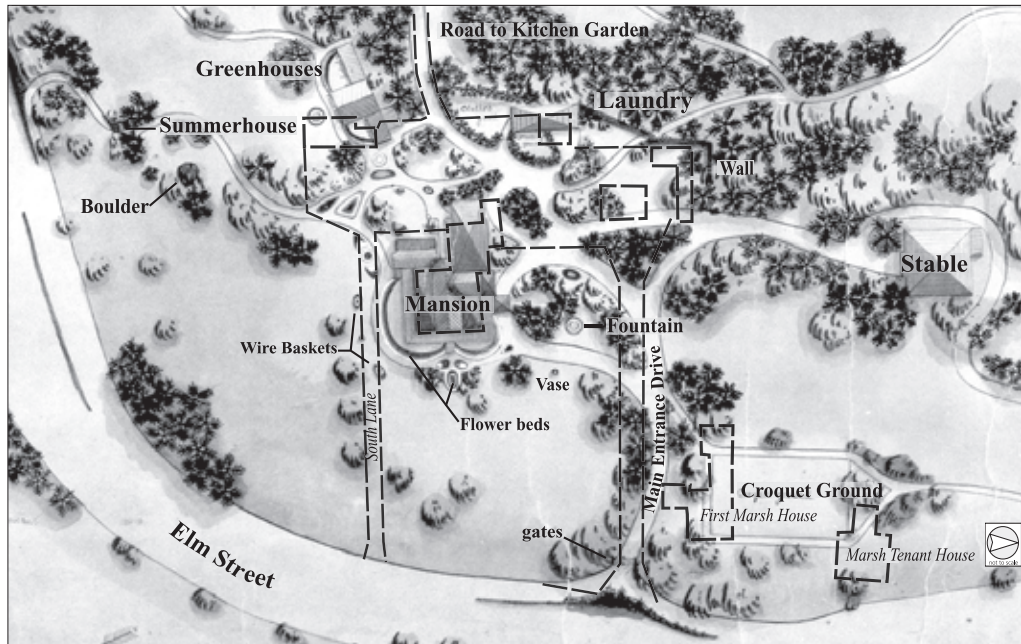 Road to Kitchen Garden
Greenhouses
Laundry
Summerhouse
Wall
Boulder
Stable
Mansion
Fountain
Wire Baskets
Vase
Main Entrance Drive
South Lane
Flower beds
Croquet Ground
First Marsh House
gates
Elm Street
Marsh Tenant House
not to scale